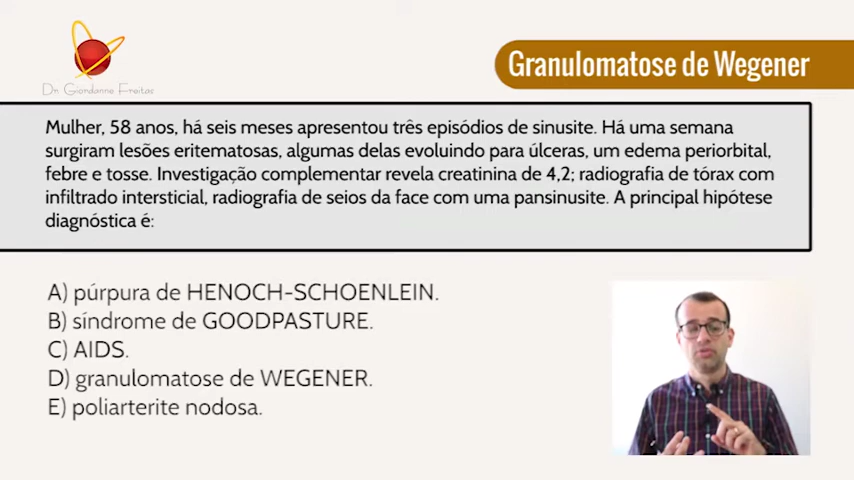 Dr. Giordanne Freitas
Granulomatose de Wegener
Mulher, 58 anos, há seis meses apresentou três episódios de sinusite. Há uma semana
surgiram lesões eritematosas, algumas delas evoluindo para úlceras, um edema periorbital,
febre e tosse. Investigação complementar revela creatinina de 4,2; radiografia de tórax com
infiltrado intersticial, radiografia de seios da face com uma pansinusite. A principal hipótese
diagnóstica é:
A) púrpura de HENOCH-SCHOENLEIN.
B) síndrome de GOODPASTURE.
C) AIDS.
D) granulomatose de WEGENER.
E) poliarterite nodosa.